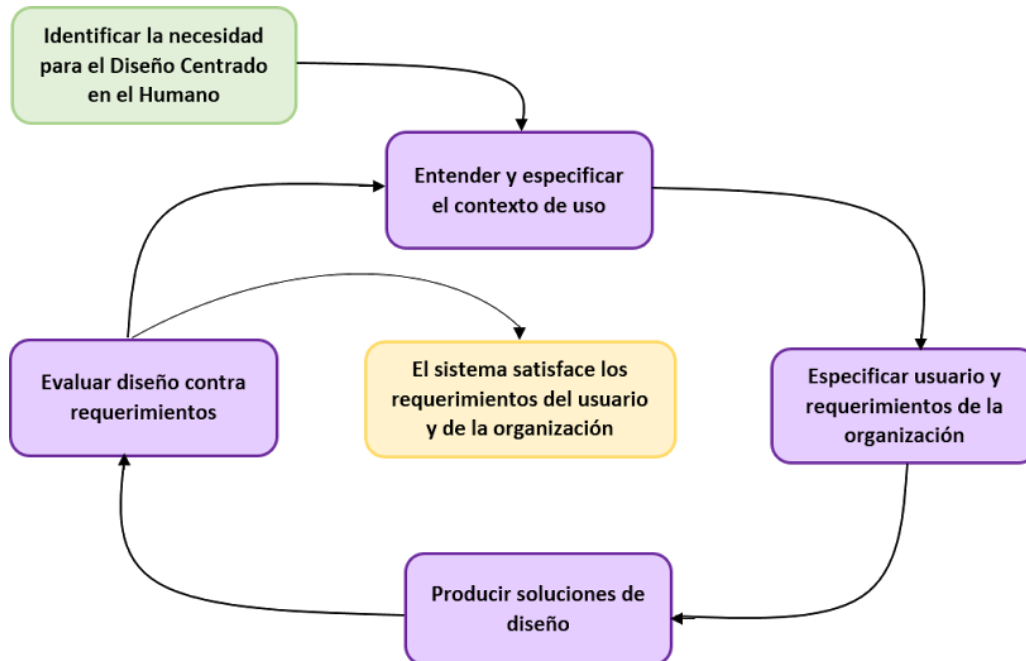 Identificar la necesidad
para el Diseño Centrado
en el Humano
Entender y especificar
el contexto de uso
Evaluar diseño contra
requerimientos
El sistema satisface los
requerimientos del usuario
y de la organización
Especificar usuario y
requerimientos de la
organización
Producir soluciones de
diseño